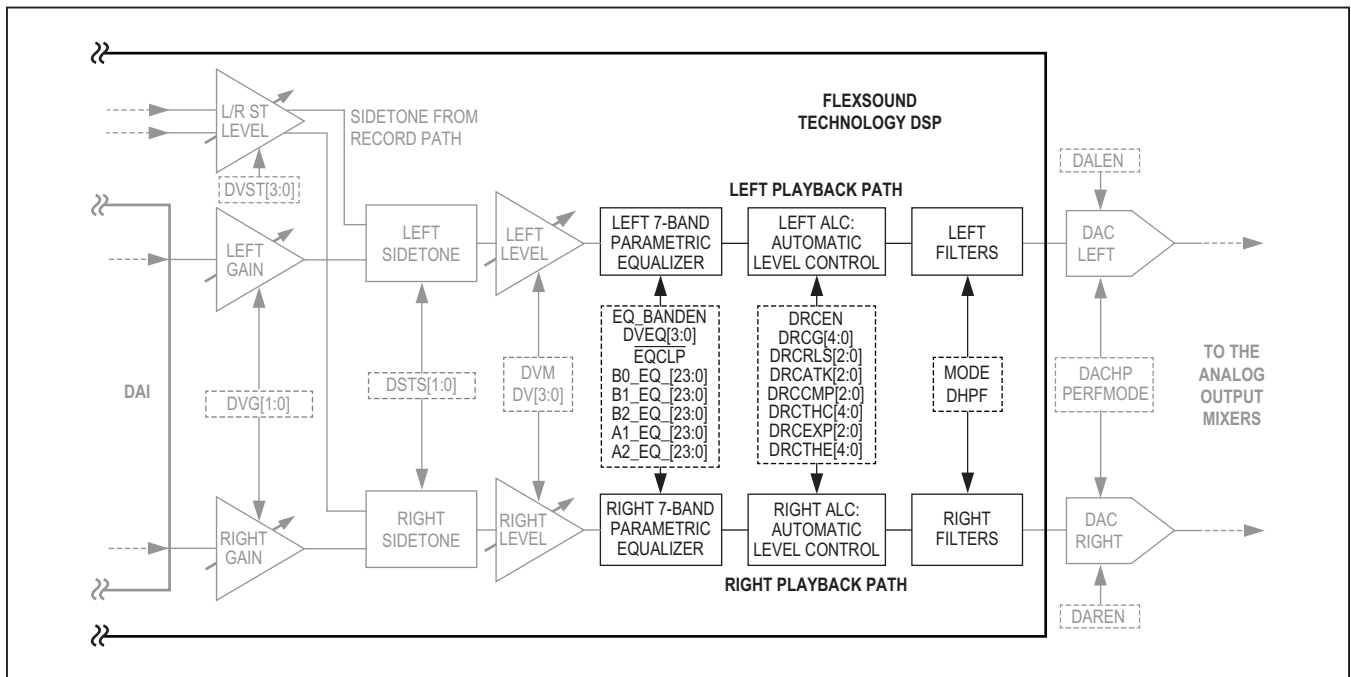 L/R ST
LEVEL
SIDETONE FROM
RECORD PATH
FLEXSOUND
TECHNOLOGY DSP
DVST[3:0]
DALEN
LEFT PLAYBACK PATH
LEFT
GAIN
LEFT
SIDETONE
LEFT
LEVEL
LEFT 7-BAND
PARAMETRIC
EQUALIZER
LEFT ALC:
AUTOMATIC
LEVEL CONTROL
LEFT
FILTERS
DAC
LEFT
DAI
DVG[1:0]
DSTS[1:0]
DVM
DV[3:0]
EQ_BANDEN
DVEQ[3:0]
EQCLP
B0_EQ_[23:0]
B1_EQ_[23:0]
B2_EQ_[23:0]
A1_EQ_[23:0]
A2_EQ_[23:0]
DRCEN
DRCG[4:0]
DRCRLS[2:0]
DRCATK[2:0]
DRCCMP[2:0]
DRCTHC[4:0]
DRCEXP[2:0]
DRCTHE[4:0]
MODE
DHPF
DACHP
PERFMODE
TO THE
ANALOG
OUTPUT
MIXERS
RIGHT
GAIN
RIGHT
SIDETONE
RIGHT
LEVEL
RIGHT 7-BAND
PARAMETRIC
EQUALIZER
RIGHT ALC:
AUTOMATIC
LEVEL CONTROL
RIGHT
FILTERS
DAC
RIGHT
RIGHT PLAYBACK PATH
DAREN